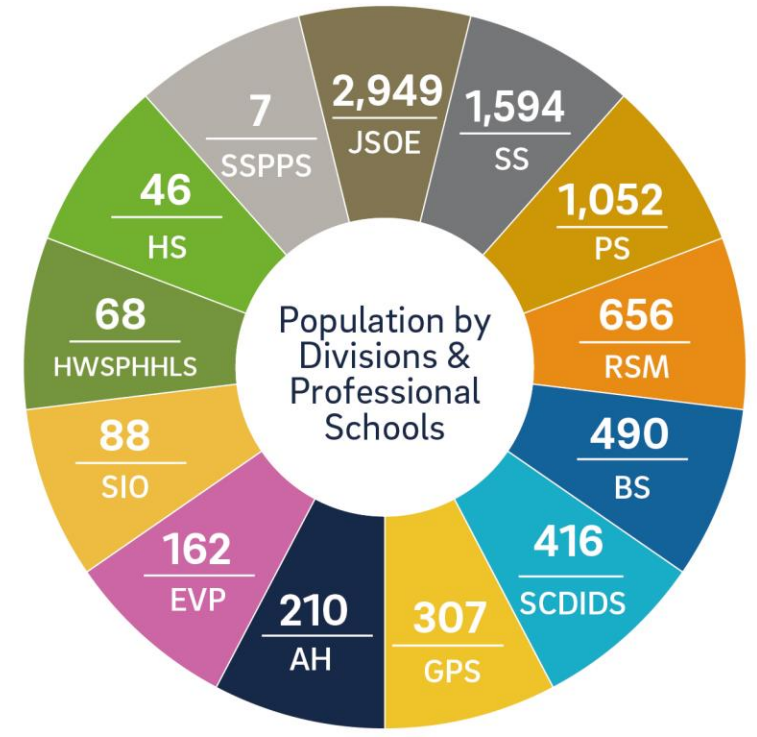 2,949
JSOE
1,594
SS
1,052
PS
656
RSM
490
BS
416
SCDIDS
307
GPS
210
AH
162
EVP
88
SIO
68
HWSPHHLS
46
HS
7
SSPPS
Population by
Divisions &
Professional
Schools